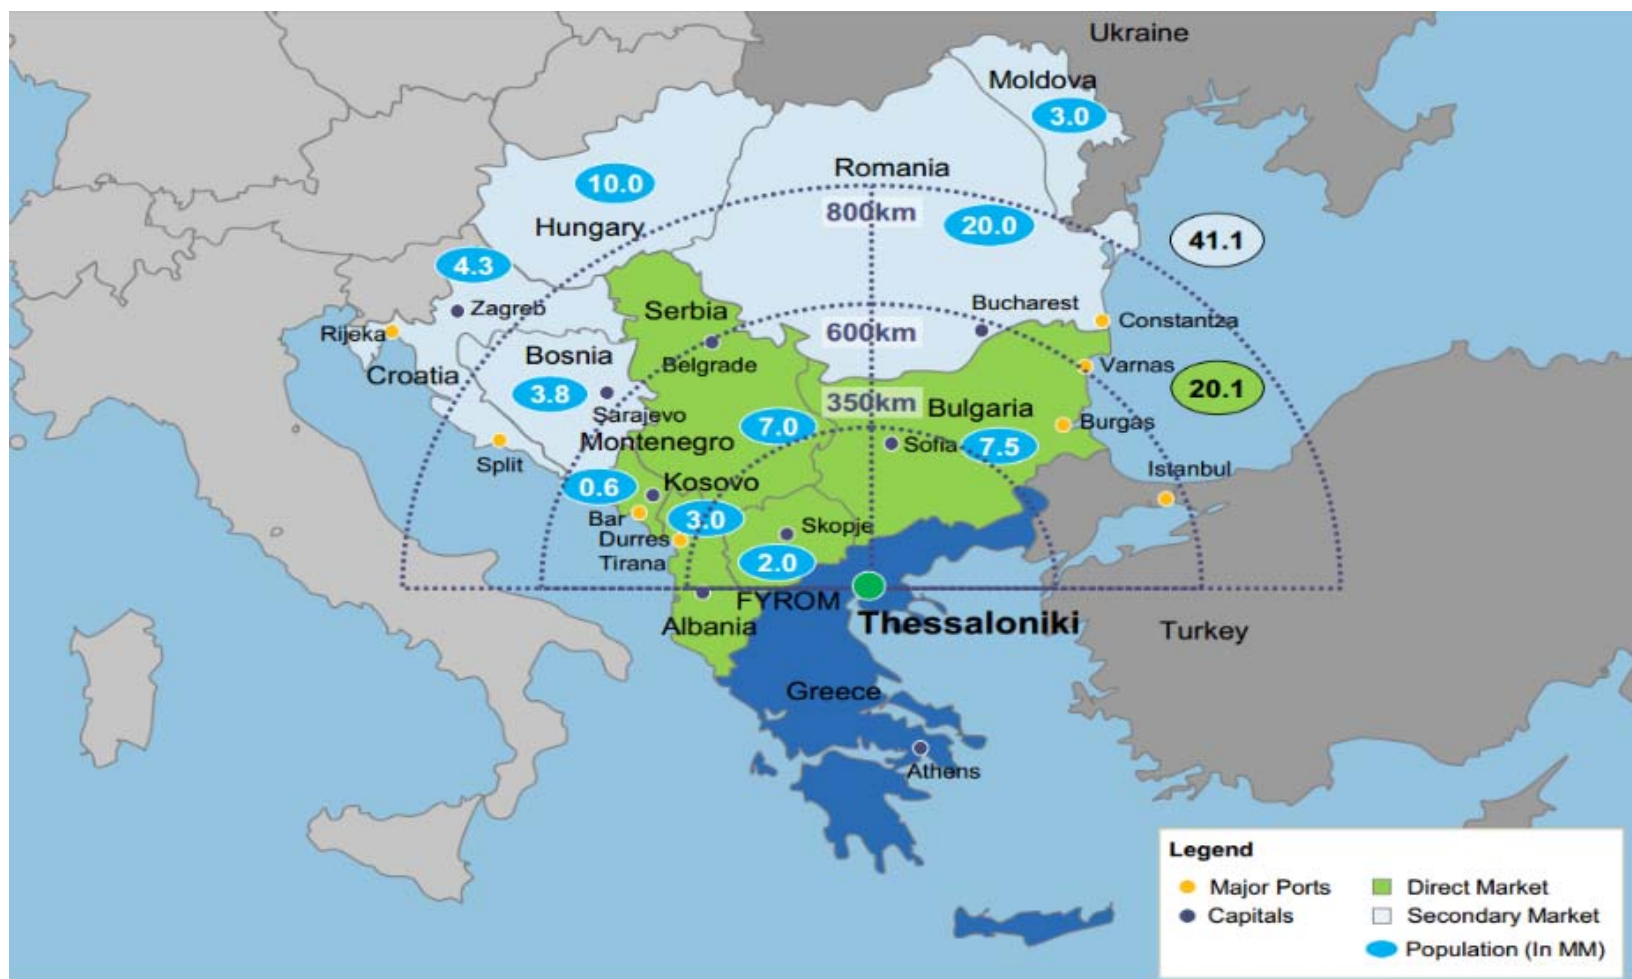 Ukraine
Moldova
3.0
Romania
10.0
800km
20.0
Hungary
41.1
4.3
Serbia
Bucharest
Zagreb
Constantza
Rijeka
600km
Bosnia
Belgrade
Varnas
Croatia
20.1
3.8
350km
Bulgaria
Sarajevo
Burgas
7.0
Montenegro
Sofia
7.5
Split
Istanbul
0.6
Kosovo
Bar
3.0
Skopje
Durres
Tirana
2.0
FYROM
Thessaloniki
Albania
Turkey
Greece
Athens
Legend
Major Ports
Direct Market
Capitals
Secondary Market
Population (In MM)